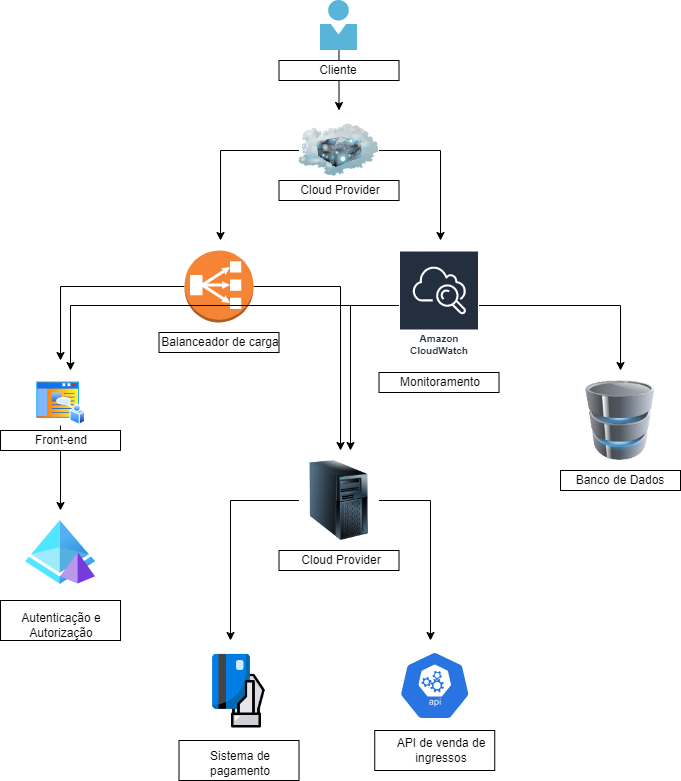 Cliente
Cloud Provider
Balanceador de carga
Amazon
CloudWatch
Monitoramento
Front-end
Banco de Dados
Cloud Provider
Autenticação e
Autorização
api
Sistema de
pagamento
API de venda de
ingressos